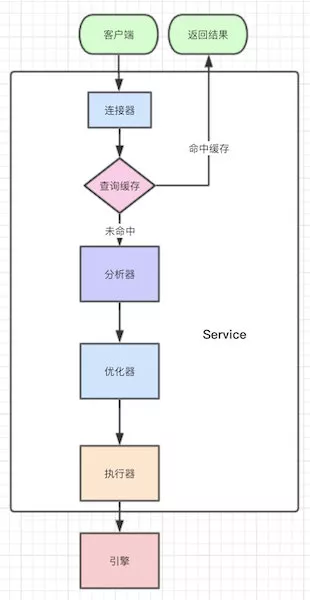 客户端
返回结果
连接器
查询缓存
命中缓存
未命中
分析器
Service
优化器
执行器
引擎